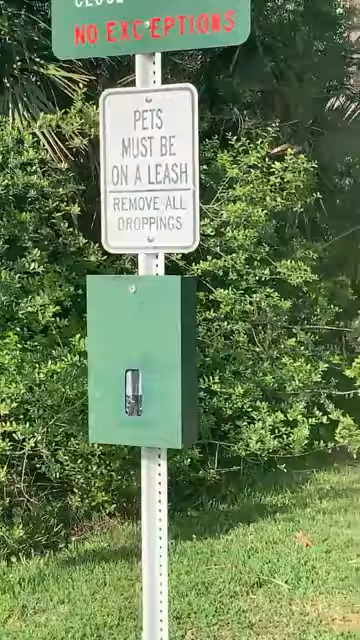 NO EXCEPTIONS
PETS
MUST BE
ON A LEASH
REMOVE ALL
DROPPINGS